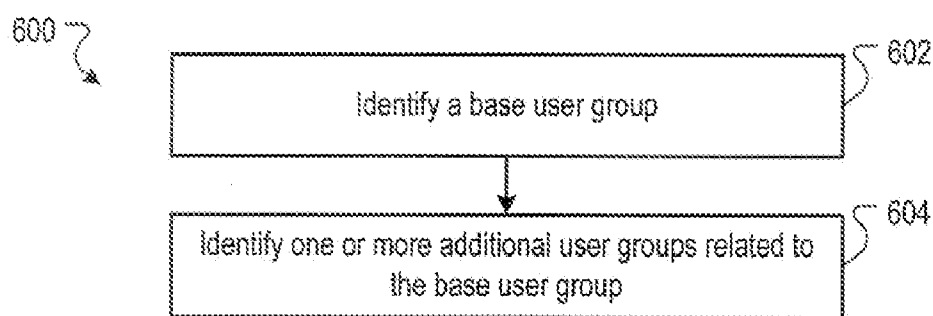 600
602
Identify a base user group
604
Identify one or more additional user groups related to
the base user group